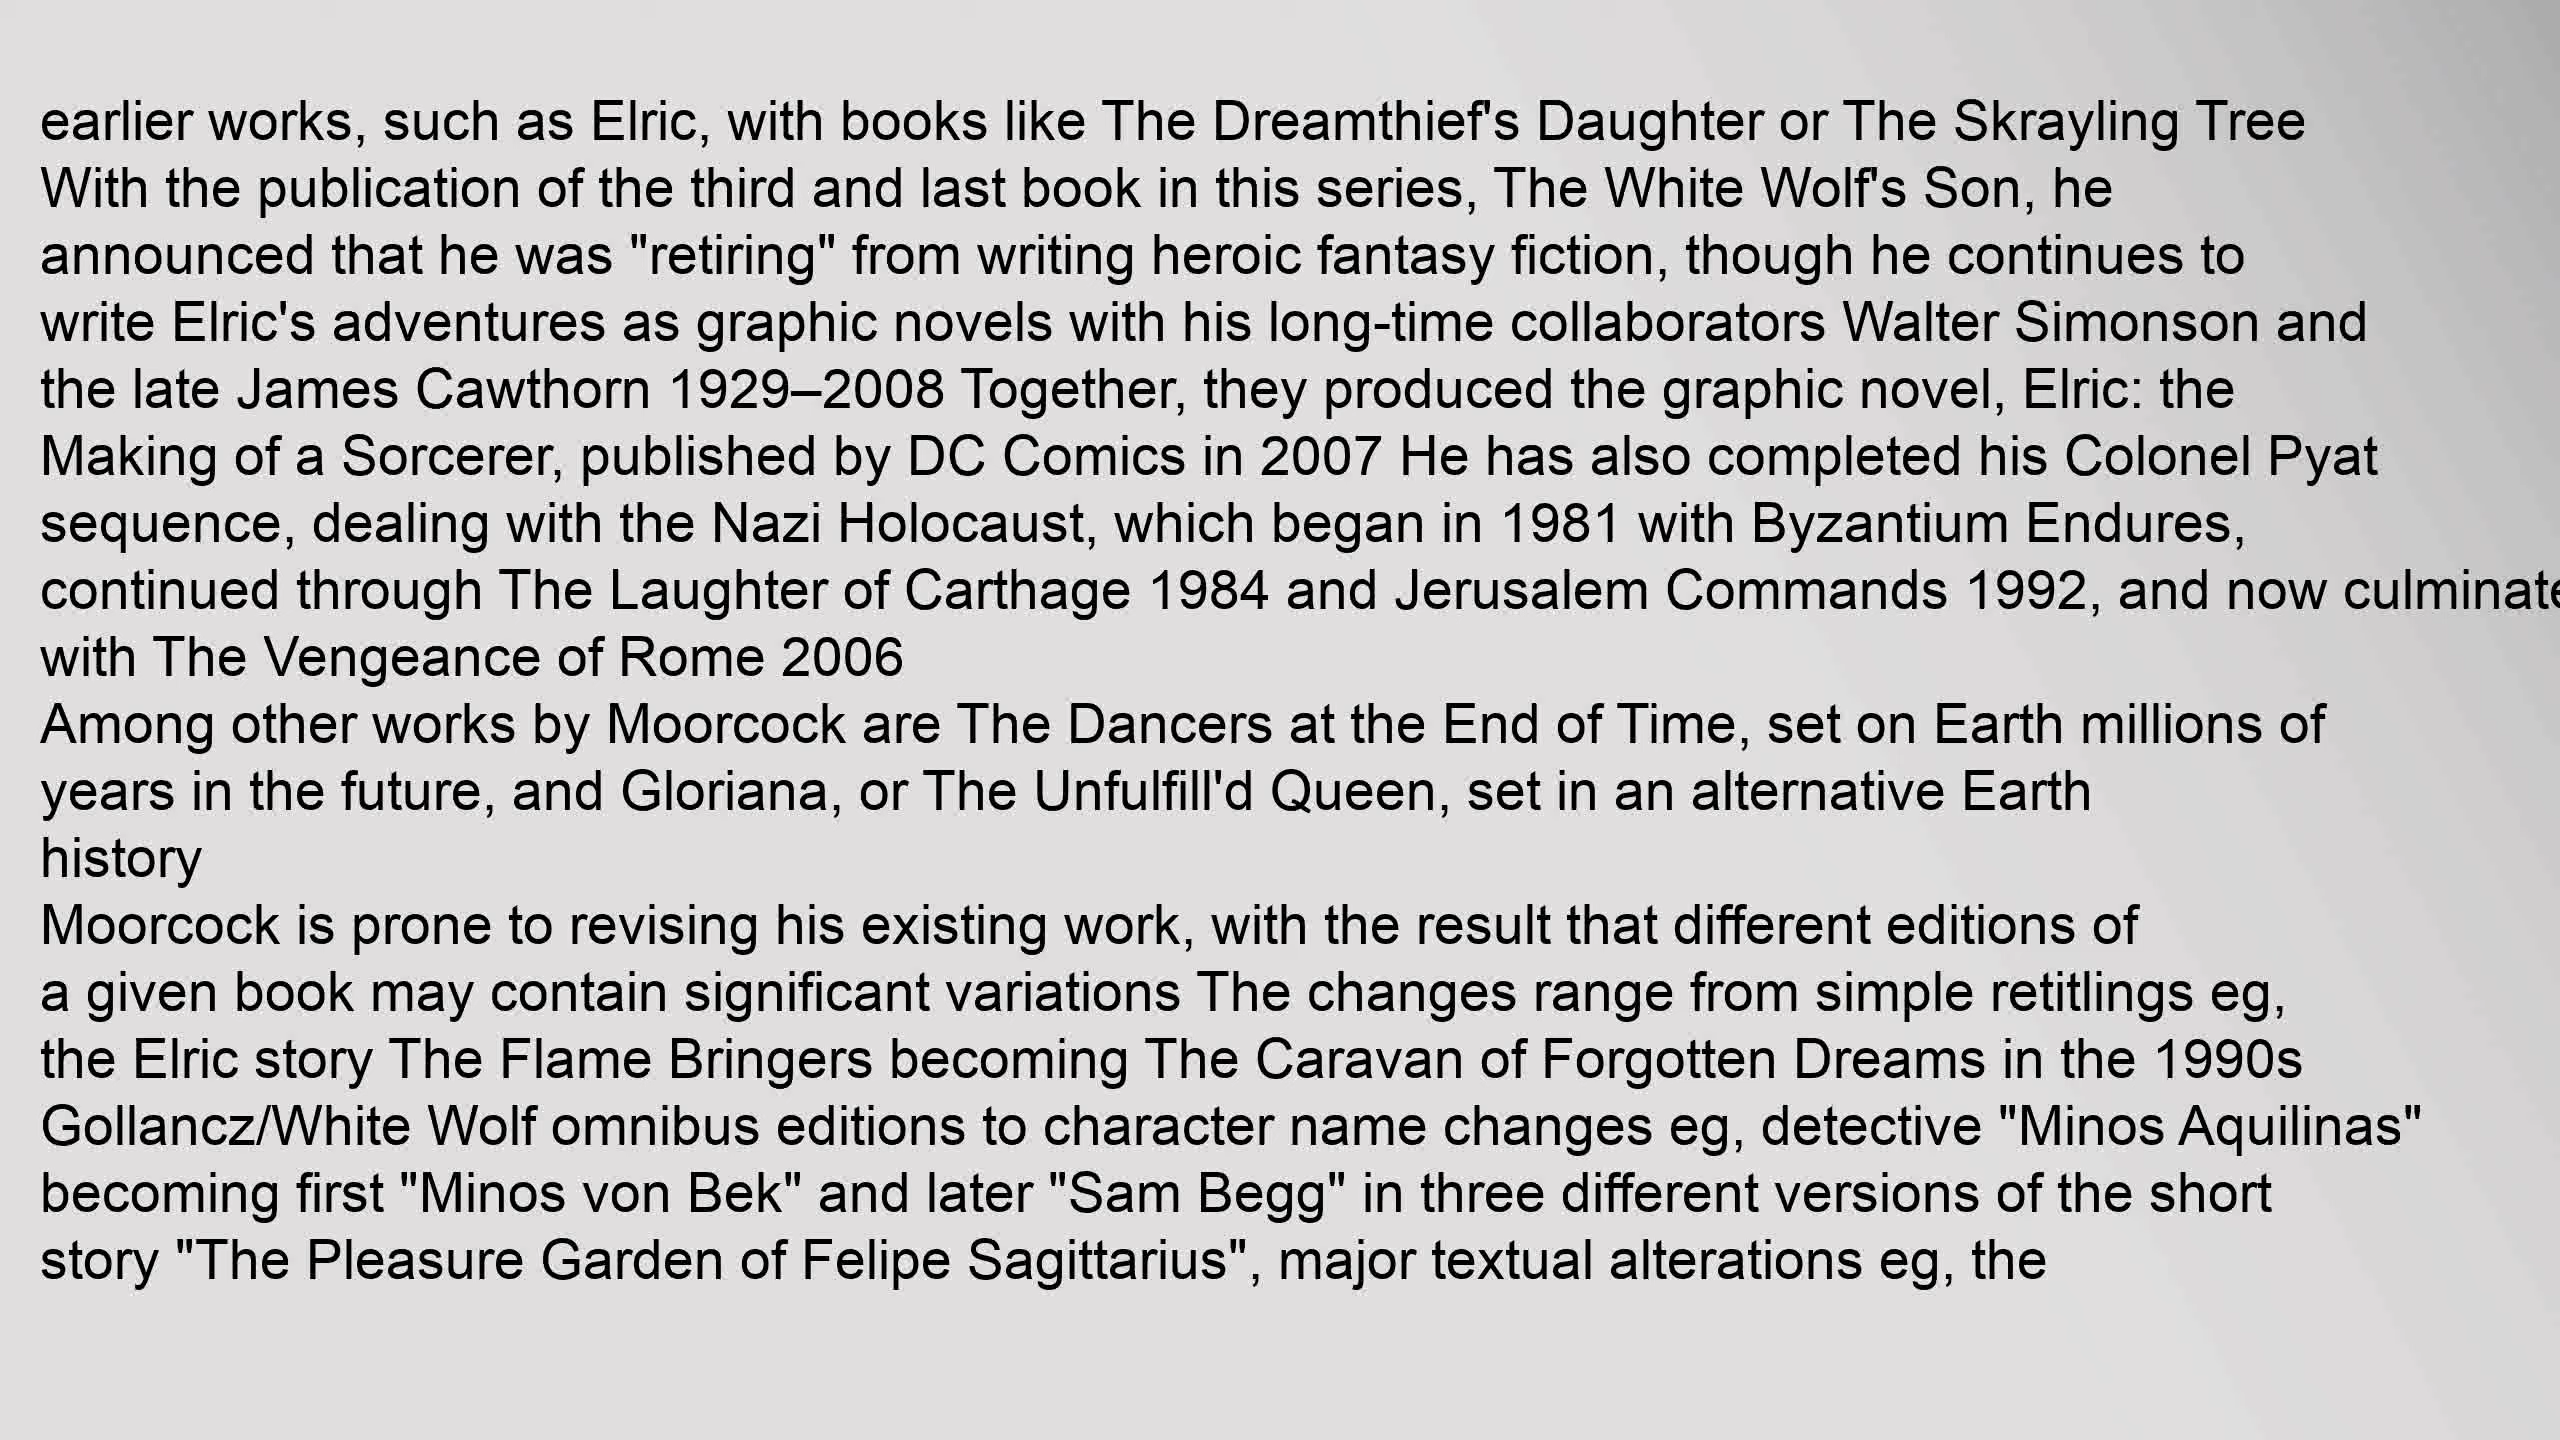 earlier works, such as Elric, with books like The Dreamthief's Daughter or The Skrayling Tree
With the publication of the third and last book in this series, The White Wolf's Son, he
announced that he was "retiring" from writing heroic fantasy fiction, though he continues to
write Elric's adventures as graphic novels with his long-time collaborators Walter Simonson and
the late James Cawthorn 1929–2008 Together, they produced the graphic novel, Elric: the
Making of a Sorcerer, published by DC Comics in 2007 He has also completed his Colonel Pyat
sequence, dealing with the Nazi Holocaust, which began in 1981 with Byzantium Endures,
continued through The Laughter of Carthage 1984 and Jerusalem Commands 1992, and now culminate
with The Vengeance of Rome 2006
Among other works by Moorcock are The Dancers at the End of Time, set on Earth millions of
years in the future, and Gloriana, or The Unfulfill'd Queen, set in an alternative Earth
history
Moorcock is prone to revising his existing work, with the result that different editions of
a given book may contain significant variations The changes range from simple retitlings eg,
the Elric story The Flame Bringers becoming The Caravan of Forgotten Dreams in the 1990s
Gollancz/White Wolf omnibus editions to character name changes eg, detective "Minos Aquilinas"
becoming first "Minos von Bek" and later "Sam Begg" in three different versions of the short
story "The Pleasure Garden of Felipe Sagittarius", major textual alterations eg, the